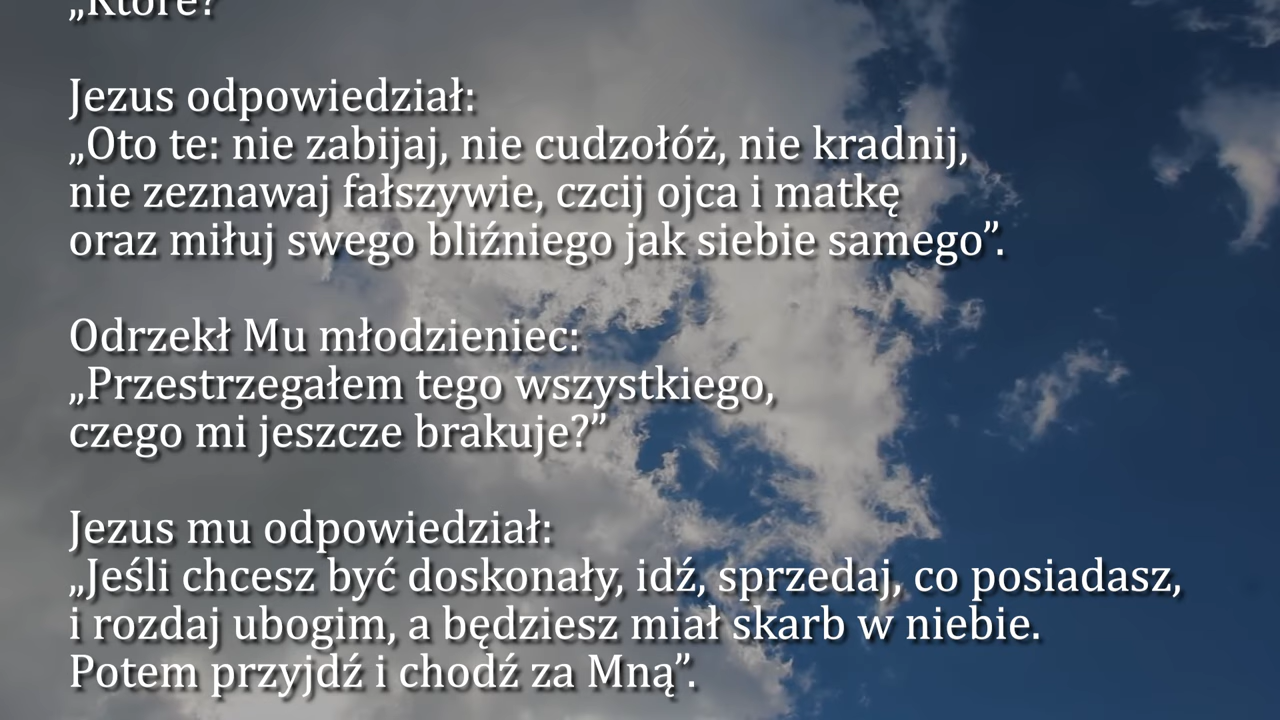 „Które?
Jezus odpowiedział:
„Oto te: nie zabijaj, nie cudzołóż, nie kradnij,
nie zeznawaj fałszywie, czcij ojca i matkę
oraz miłuj swego bliźniego jak siebie samego”.
Odrzekł Mu młodzieniec:
„Przestrzegałem tego wszystkiego,
czego mi jeszcze brakuje?”
Jezus mu odpowiedział:
„Jeśli chcesz być doskonały, idź, sprzedaj, co posiadasz,
i rozdaj ubogim, a będziesz miał skarb w niebie.
Potem przyjdź i chodź za Mną”.